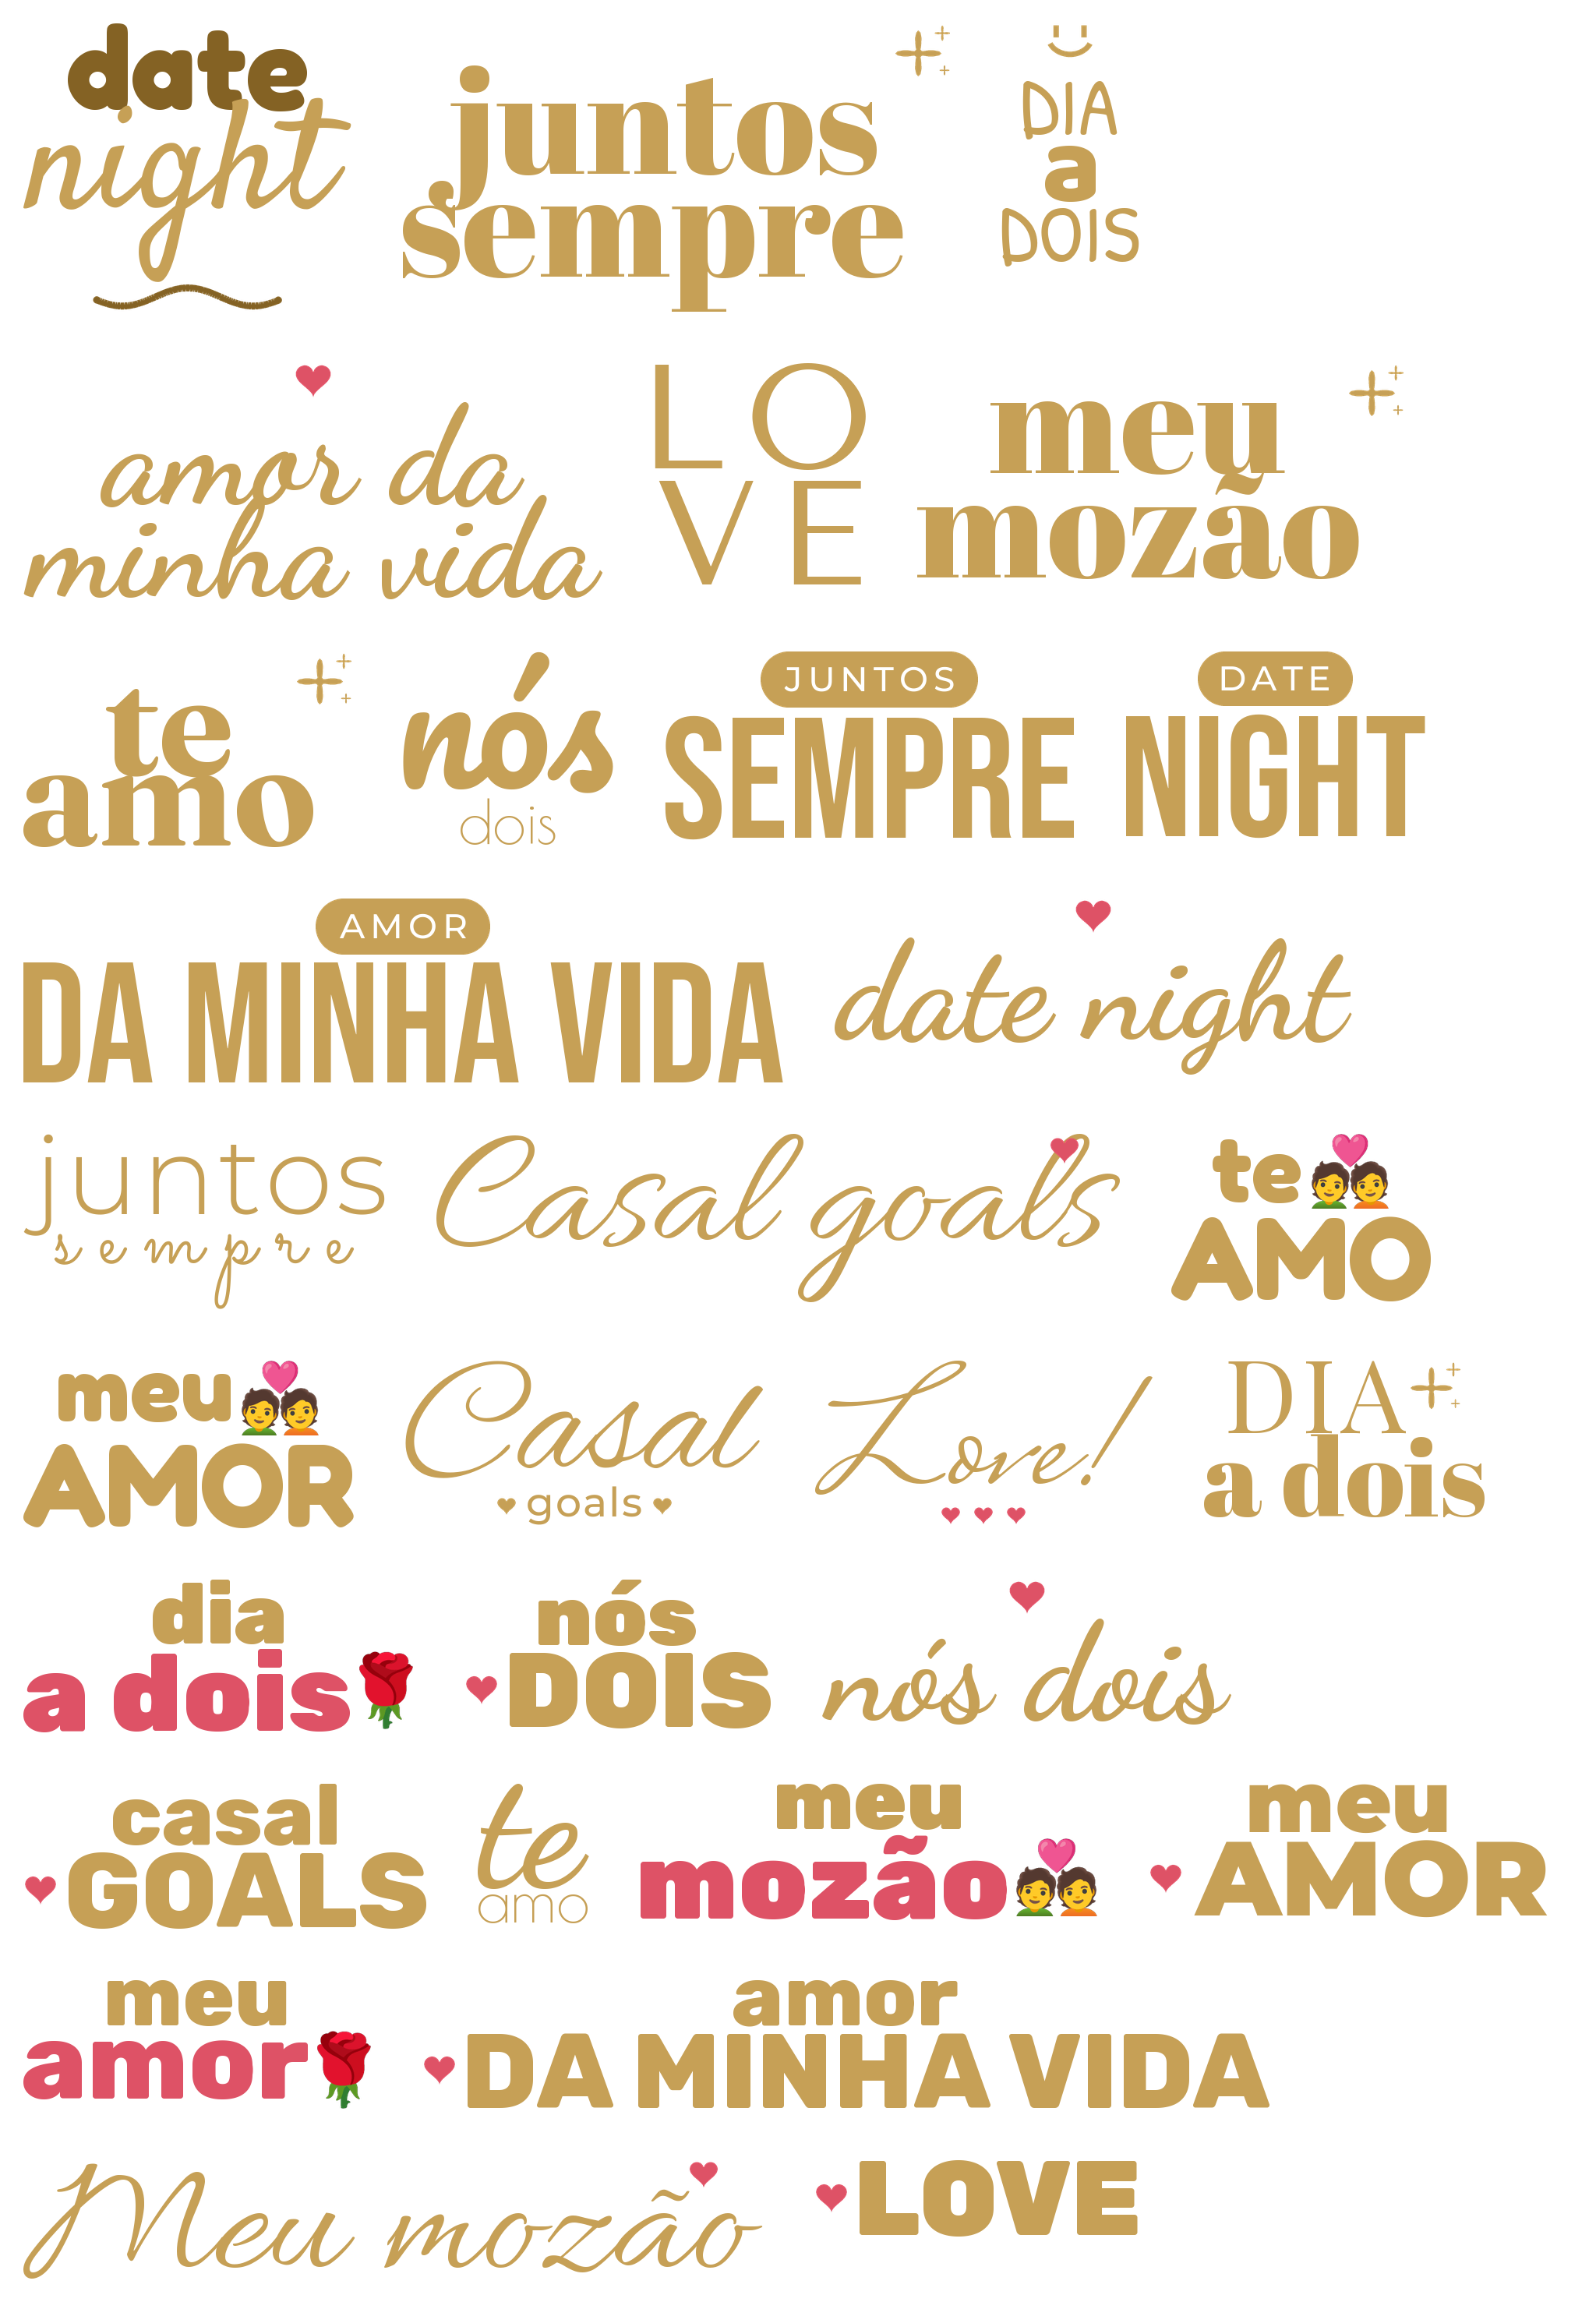 date
night
juntos
sempre
DIA
a
DOIS
amor da
minha vida
LO
VE
meu
mozão
te
amo
nós
dois
JUNTOS
SEMPRE
DATE
NIGHT
AMOR
DA MINHA VIDA
date night
juntos
sempre
Casal goals
te
AMO
meu
AMOR
Casal
goals
Love!
DIA
a dois
dia
a dois
nós
DOIS
nós dois
casal
GOALS
te
amo
meu
mozão
meu
AMOR
meu
amor
amor
DA MINHA VIDA
Meu mozão
LOVE